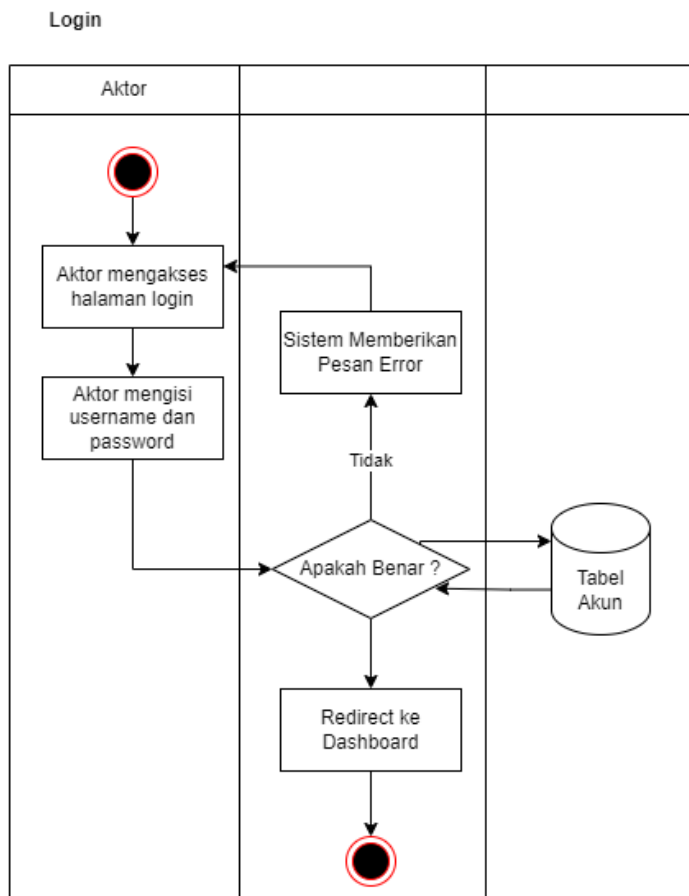 Login
Aktor
Aktor mengakses
halaman login
Sistem Memberikan
Pesan Error
Aktor mengisi
username dan
password
Tidak
Apakah Benar ?
Tabel
Akun
Redirect ke
Dashboard